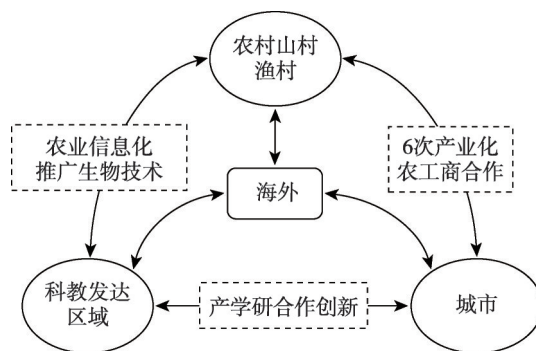 农村山村
渔村
农业信息化
推广生物技术
6次产业化
农工商合作
海外
科教发达
区域
产学研合作创新
城市